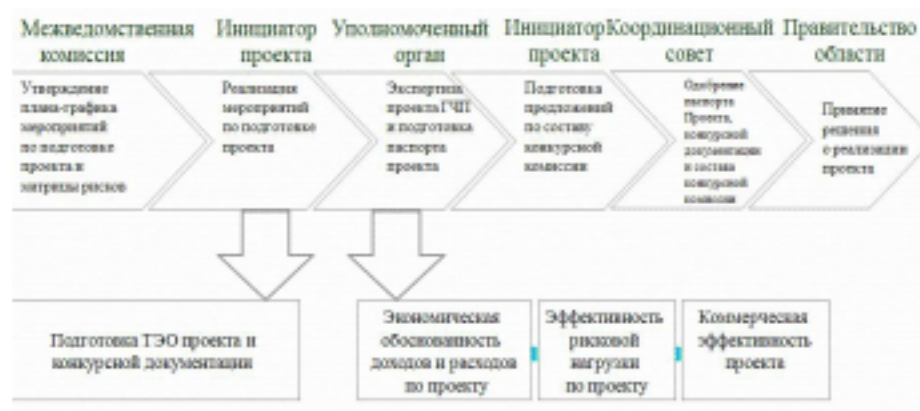 Межведомственная
комиссия
Инициатор
проекта
Уполномоченный
орган
Инициатор
проекта
Координационный
совет
Правительство
области
Утверждение
плана-графика
мероприятий
по подготовке
проекта и
матрицы рисков
Реализация
мероприятий
по подготовке
проекта
Экспертиза
проекта ГЧП
и подготовка
паспорта
проекта
Подготовка
предложений
по составу
конкурсной
комиссии
Одобрение
паспорта
Проекта,
конкурсной
документации
и состава
конкурсной
комиссии
Принятие
решения
о реализации
проекта
Подготовка ТЭО проекта и
конкурсной документации
Экономическая
обоснованность
доходов и расходов
по проекту
Эффективность
рисковой
нагрузки
по проекту
Коммерческая
эффективность
проекта